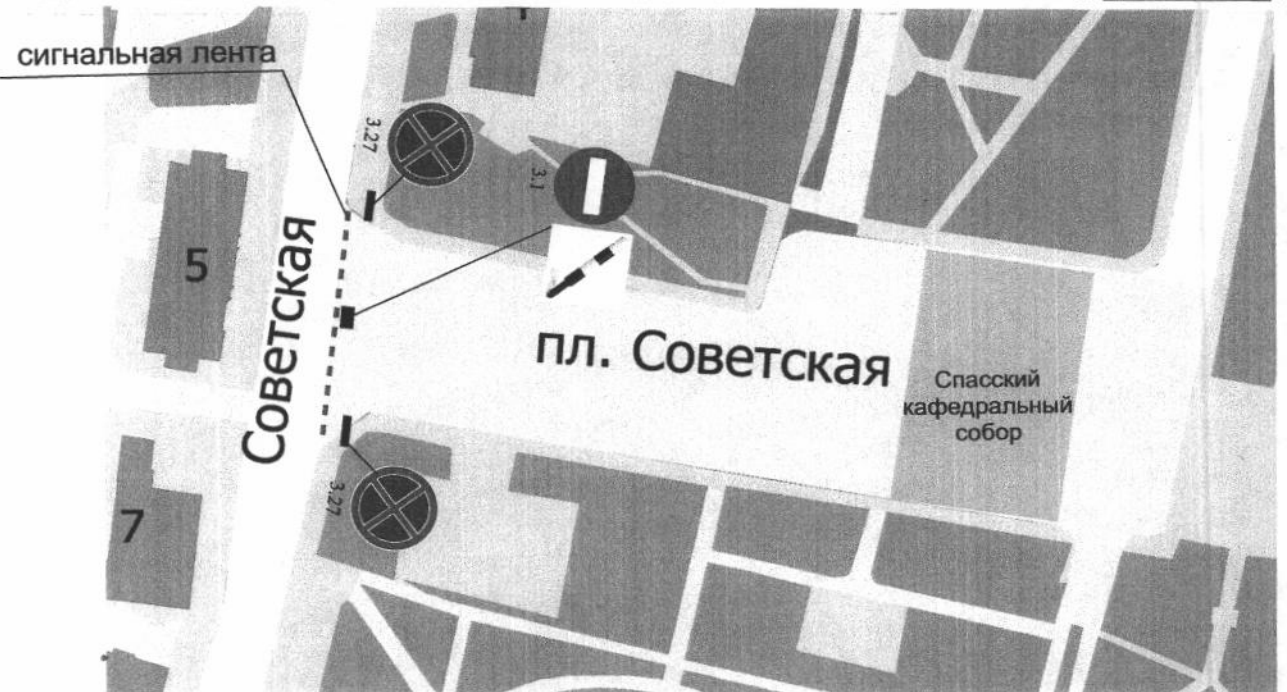 сигнальная лента
3.27
3.1
5
Советская
пл. Советская
Спасский
кафедральный
собор
3.27
7